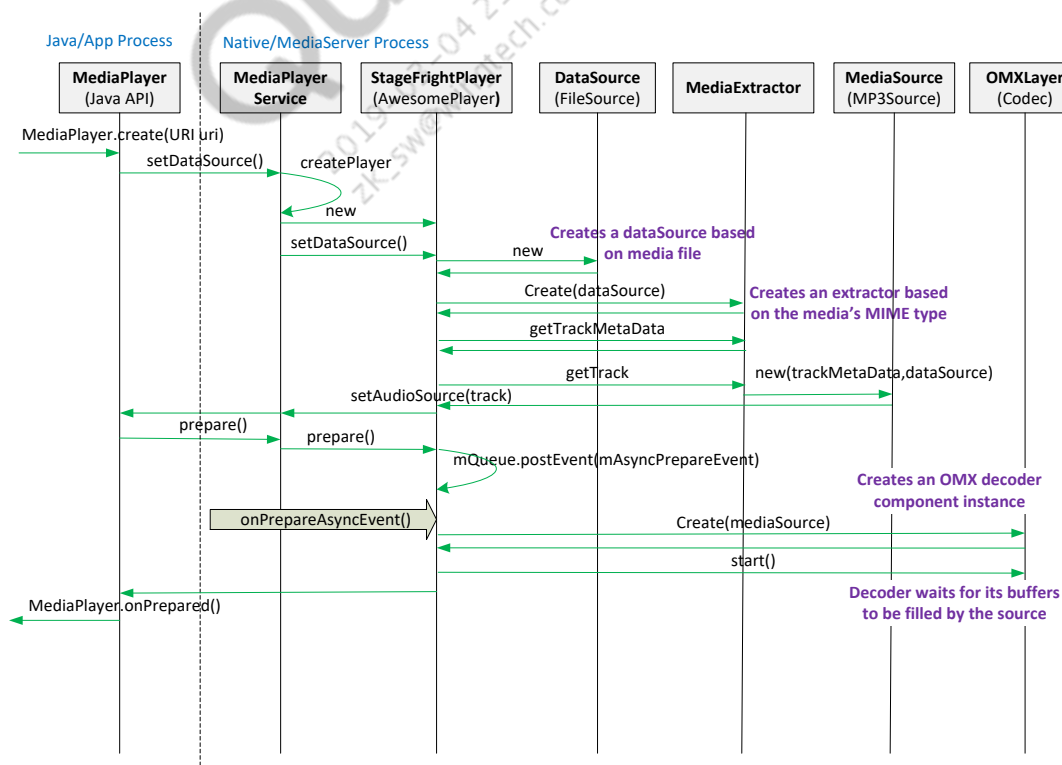 Java/App Process
Native/MediaServer Process
MediaPlayer
(Java API)
MediaPlayer
Service
StageFrightPlayer
(AwesomePlayer)
DataSource
(FileSource)
MediaExtractor
MediaSource
(MP3Source)
OMXLayer
(Codec)
MediaPlayer.create(URI uri)
setDataSource()
createPlayer
new
setDataSource()
new
Creates a dataSource based
on media file
Create(dataSource)
Creates an extractor based
on the media's MIME type
getTrackMetaData
getTrack
new(trackMetaData,dataSource)
setAudioSource(track)
prepare()
prepare()
mQueue.postEvent(mAsyncPrepareEvent)
Creates an OMX decoder
component instance
onPrepareAsyncEvent()
Create(mediaSource)
start()
Decoder waits for its buffers
to be filled by the source
MediaPlayer.onPrepared()